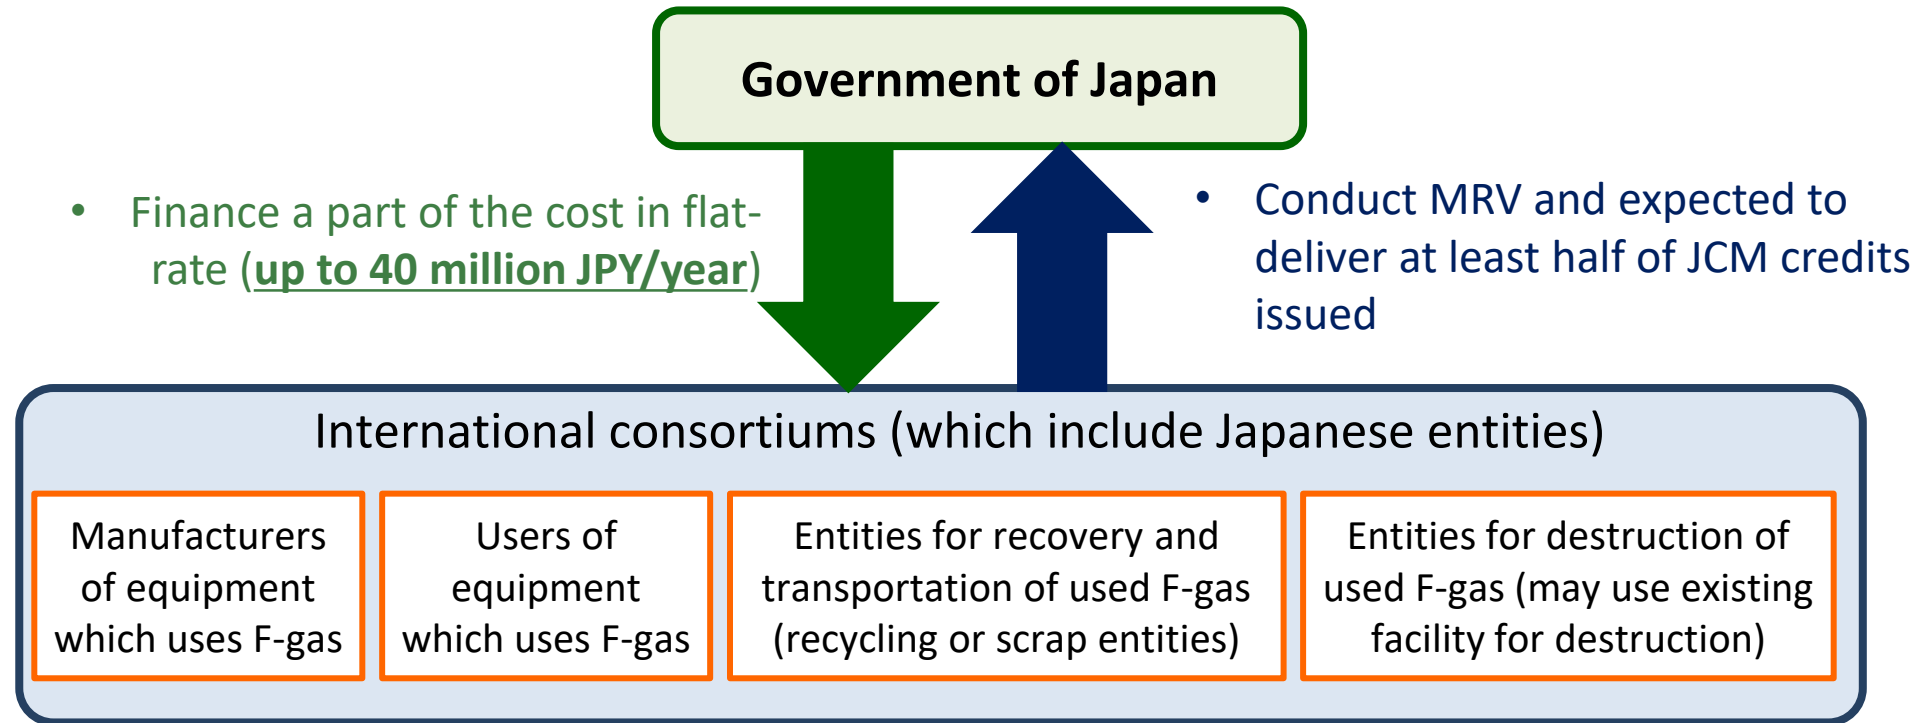 Government of Japan
• Finance a part of the cost in flat-
rate (up to 40 million JPY/year)
• Conduct MRV and expected to
deliver at least half of JCM credits
issued
International consortiums (which include Japanese entities)
Manufacturers
of equipment
which uses F-gas
Users of
equipment
which uses F-gas
Entities for recovery and
transportation of used F-gas
(recycling or scrap entities)
Entities for destruction of
used F-gas (may use existing
facility for destruction)